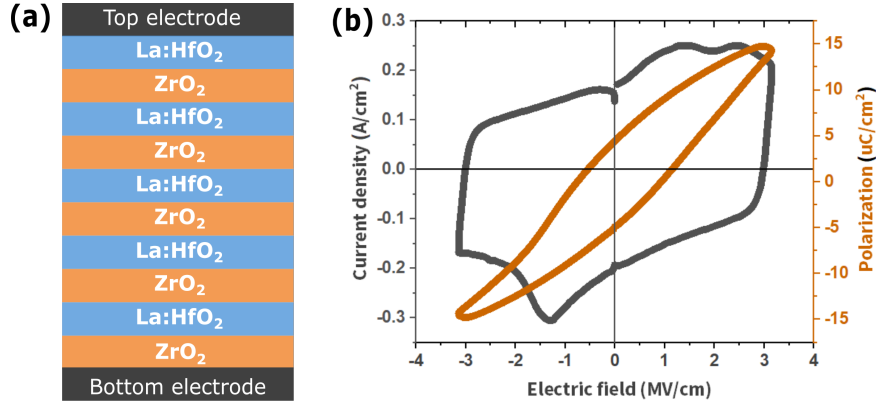 (a)
Top electrode
La:HfO₂
ZrO₂
La:HfO₂
ZrO₂
La:HfO₂
ZrO₂
La:HfO₂
ZrO₂
La:HfO₂
ZrO₂
Bottom electrode
(b)
Current density (A/cm²)
0.3
0.2
0.1
0.0
-0.1
-0.2
-0.3
-4
-3
-2
-1
0
1
2
3
4
Electric field (MV/cm)
15
10
5
0
-5
-10
-15
Polarization (uC/cm²)